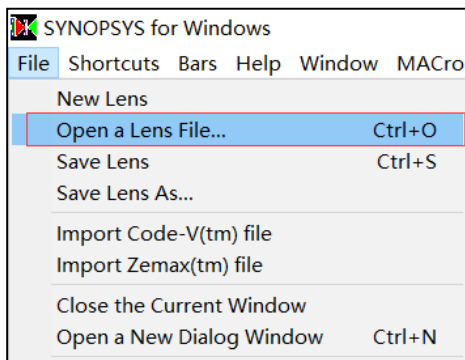 SYNOPSYS for Windows
File Shortcuts Bars Help Window MACro
New Lens
Open a Lens File... Ctrl+O
Save Lens Ctrl+S
Save Lens As...
Import Code-V(tm) file
Import Zemax(tm) file
Close the Current Window
Open a New Dialog Window Ctrl+N